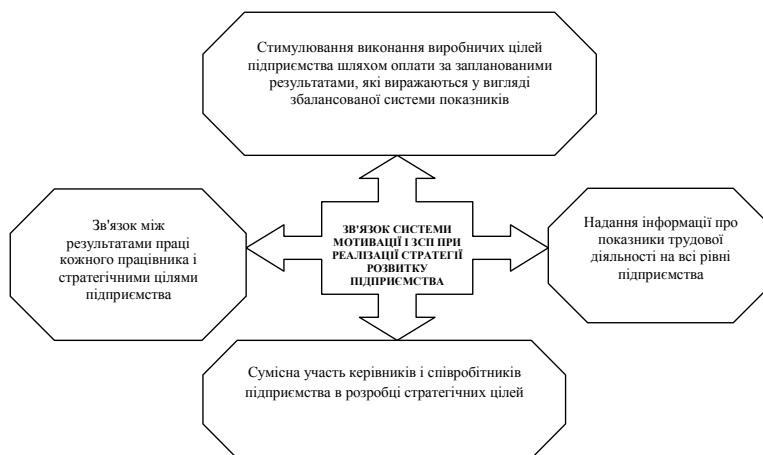 Стимулювання виконання виробничих цілей
підприємства шляхом оплати за запланованими
результатами, які виражаються у вигляді
збалансованої системи показників
Зв'язок між
результатами праці
кожного працівника і
стратегічними цілями
підприємства
ЗВ'ЯЗОК СИСТЕМИ
МОТИВАЦІЇ І ЗСП ПРИ
РЕАЛІЗАЦІЇ СТРАТЕГІЇ
РОЗВИТКУ
ПІДПРИЄМСТВА
Надання інформації про
показники трудової
діяльності на всі рівні
підприємства
Сумісна участь керівників і співробітників
підприємства в розробці стратегічних цілей